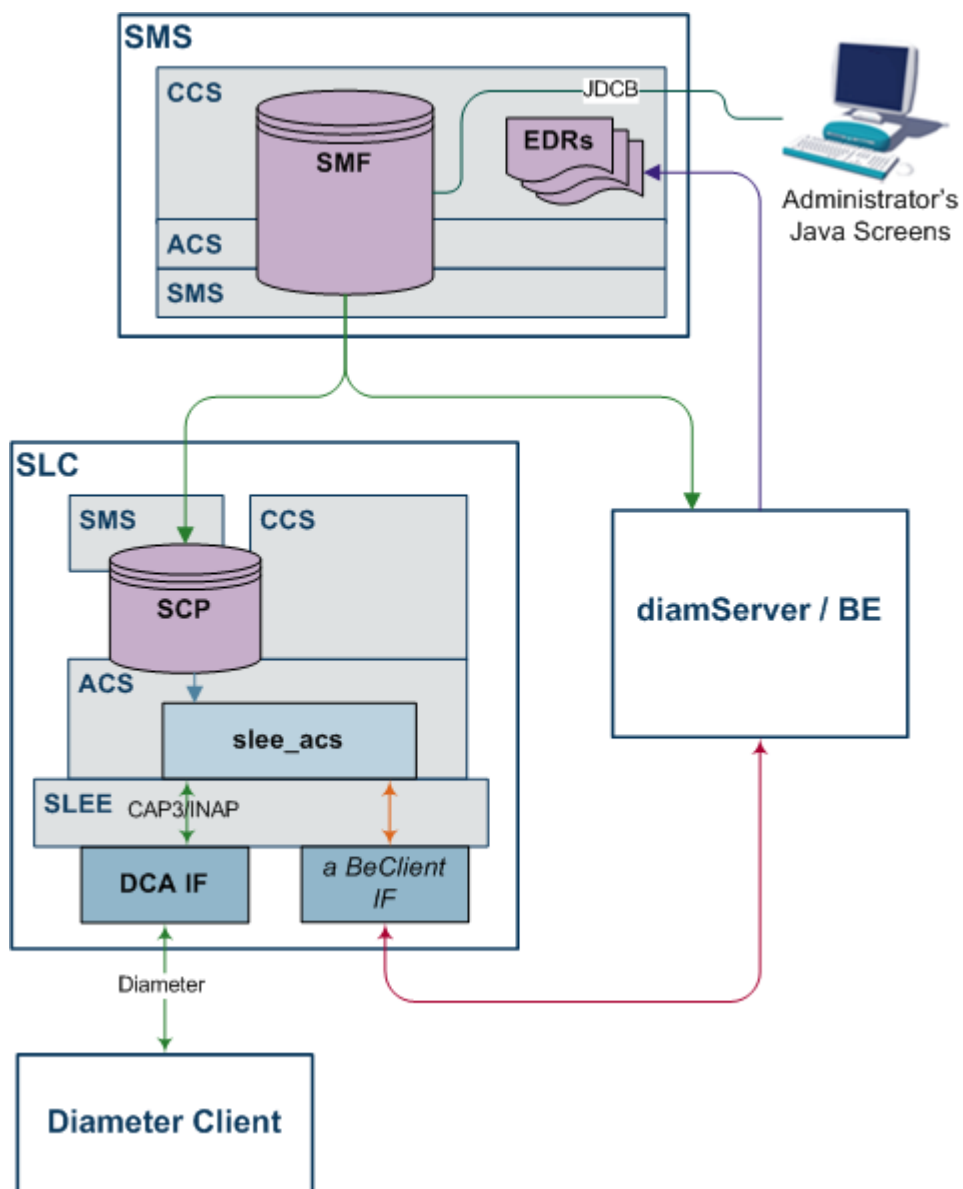 SMS
CCS
JDCB
SMF
EDRs
Administrator's
Java Screens
ACS
SMS
SLC
SMS
CCS
SCP
diamServer / BE
ACS
slee_acs
SLEE
CAP3/INAP
DCA IF
a BeClient
IF
Diameter
Diameter Client